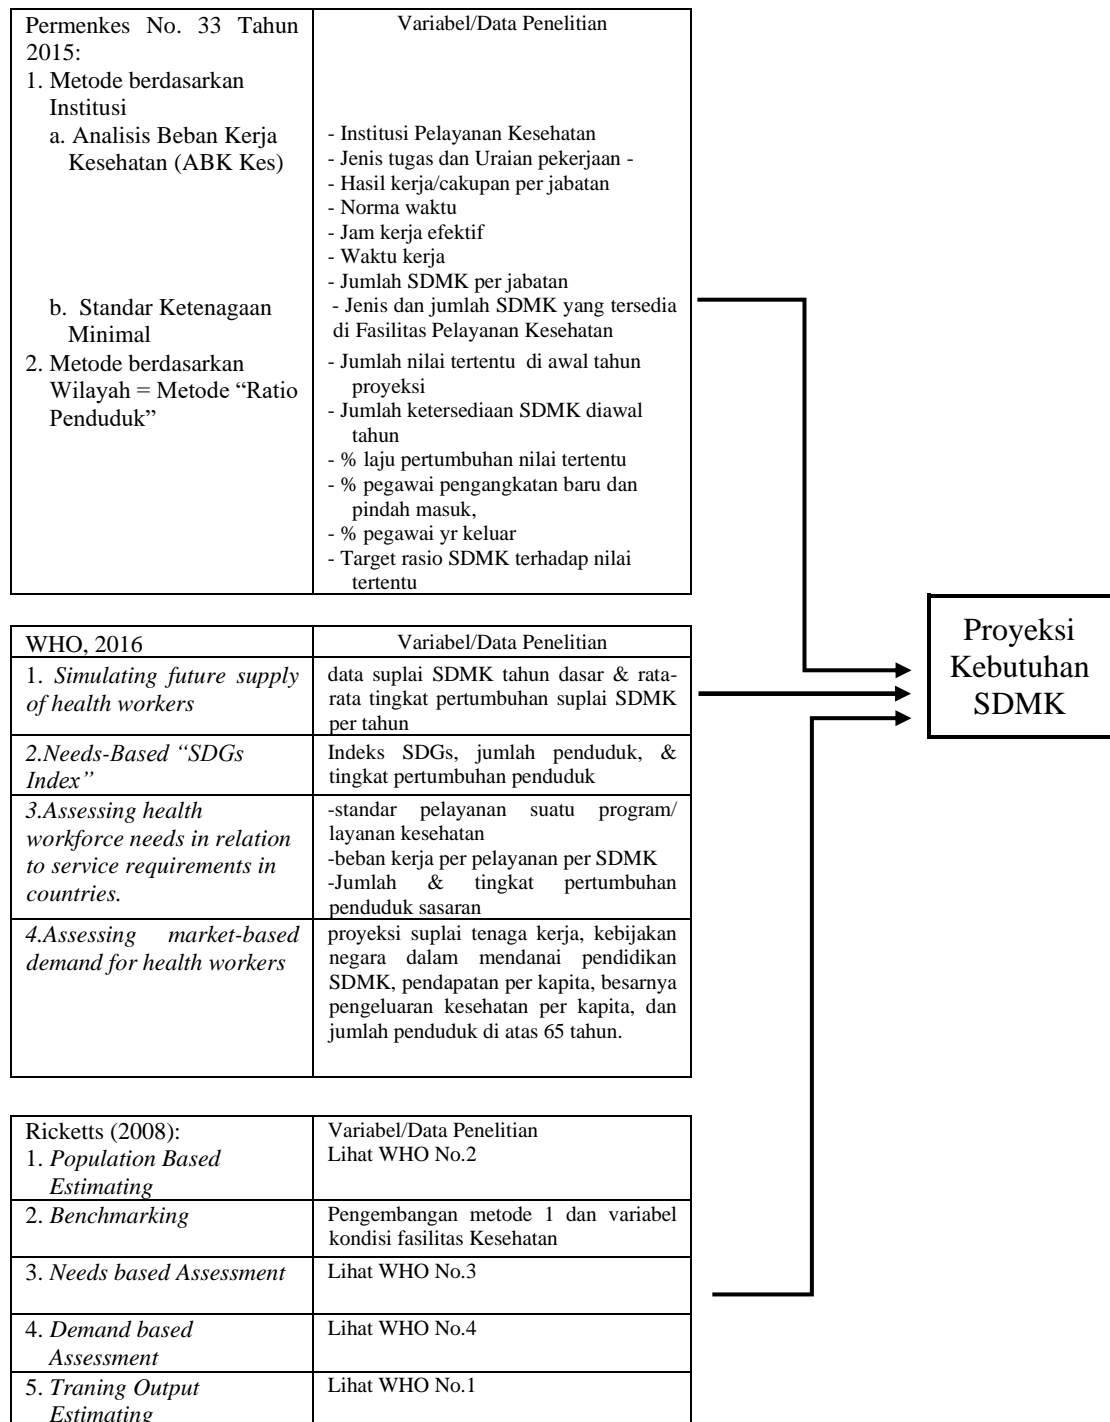 Permenkes No. 33 Tahun
2015:
1. Metode berdasarkan
Institusi
a. Analisis Beban Kerja
Kesehatan (ABK Kes)
b. Standar Ketenagaan
Minimal
2. Metode berdasarkan
Wilayah = Metode “Ratio
Penduduk”
Variabel/Data Penelitian
- Institusi Pelayanan Kesehatan
- Jenis tugas dan Uraian pekerjaan -
- Hasil kerja/cakupan per jabatan
- Norma waktu
- Jam kerja efektif
- Waktu kerja
- Jumlah SDMK per jabatan
- Jenis dan jumlah SDMK yang tersedia
di Fasilitas Pelayanan Kesehatan
- Jumlah nilai tertentu di awal tahun
proyeksi
- Jumlah ketersediaan SDMK diawal
tahun
- % laju pertumbuhan nilai tertentu
- % pegawai pengangkatan baru dan
pindah masuk,
- % pegawai yr keluar
- Target rasio SDMK terhadap nilai
tertentu
WHO, 2016
Variabel/Data Penelitian
1. Simulating future supply
of health workers
data suplai SDMK tahun dasar & rata-
rata tingkat pertumbuhan suplai SDMK
per tahun
2.Needs-Based “SDGs
Index”
Indeks SDGs, jumlah penduduk, &
tingkat pertumbuhan penduduk
3.Assessing health
workforce needs in relation
to service requirements in
countries.
-standar pelayanan suatu program/
layanan kesehatan
-beban kerja per pelayanan per SDMK
-Jumlah & tingkat pertumbuhan
penduduk sasaran
4.Assessing market-based
demand for health workers
proyeksi suplai tenaga kerja, kebijakan
negara dalam mendanai pendidikan
SDMK, pendapatan per kapita, besarnya
pengeluaran kesehatan per kapita, dan
jumlah penduduk di atas 65 tahun.
Ricketts (2008):
1. Population Based
Estimating
Variabel/Data Penelitian
Lihat WHO No.2
2. Benchmarking
Pengembangan metode 1 dan variabel
kondisi fasilitas Kesehatan
3. Needs based Assessment
Lihat WHO No.3
4. Demand based
Assessment
Lihat WHO No.4
5. Traning Output
Estimating
Lihat WHO No.1
Proyeksi
Kebutuhan
SDMK